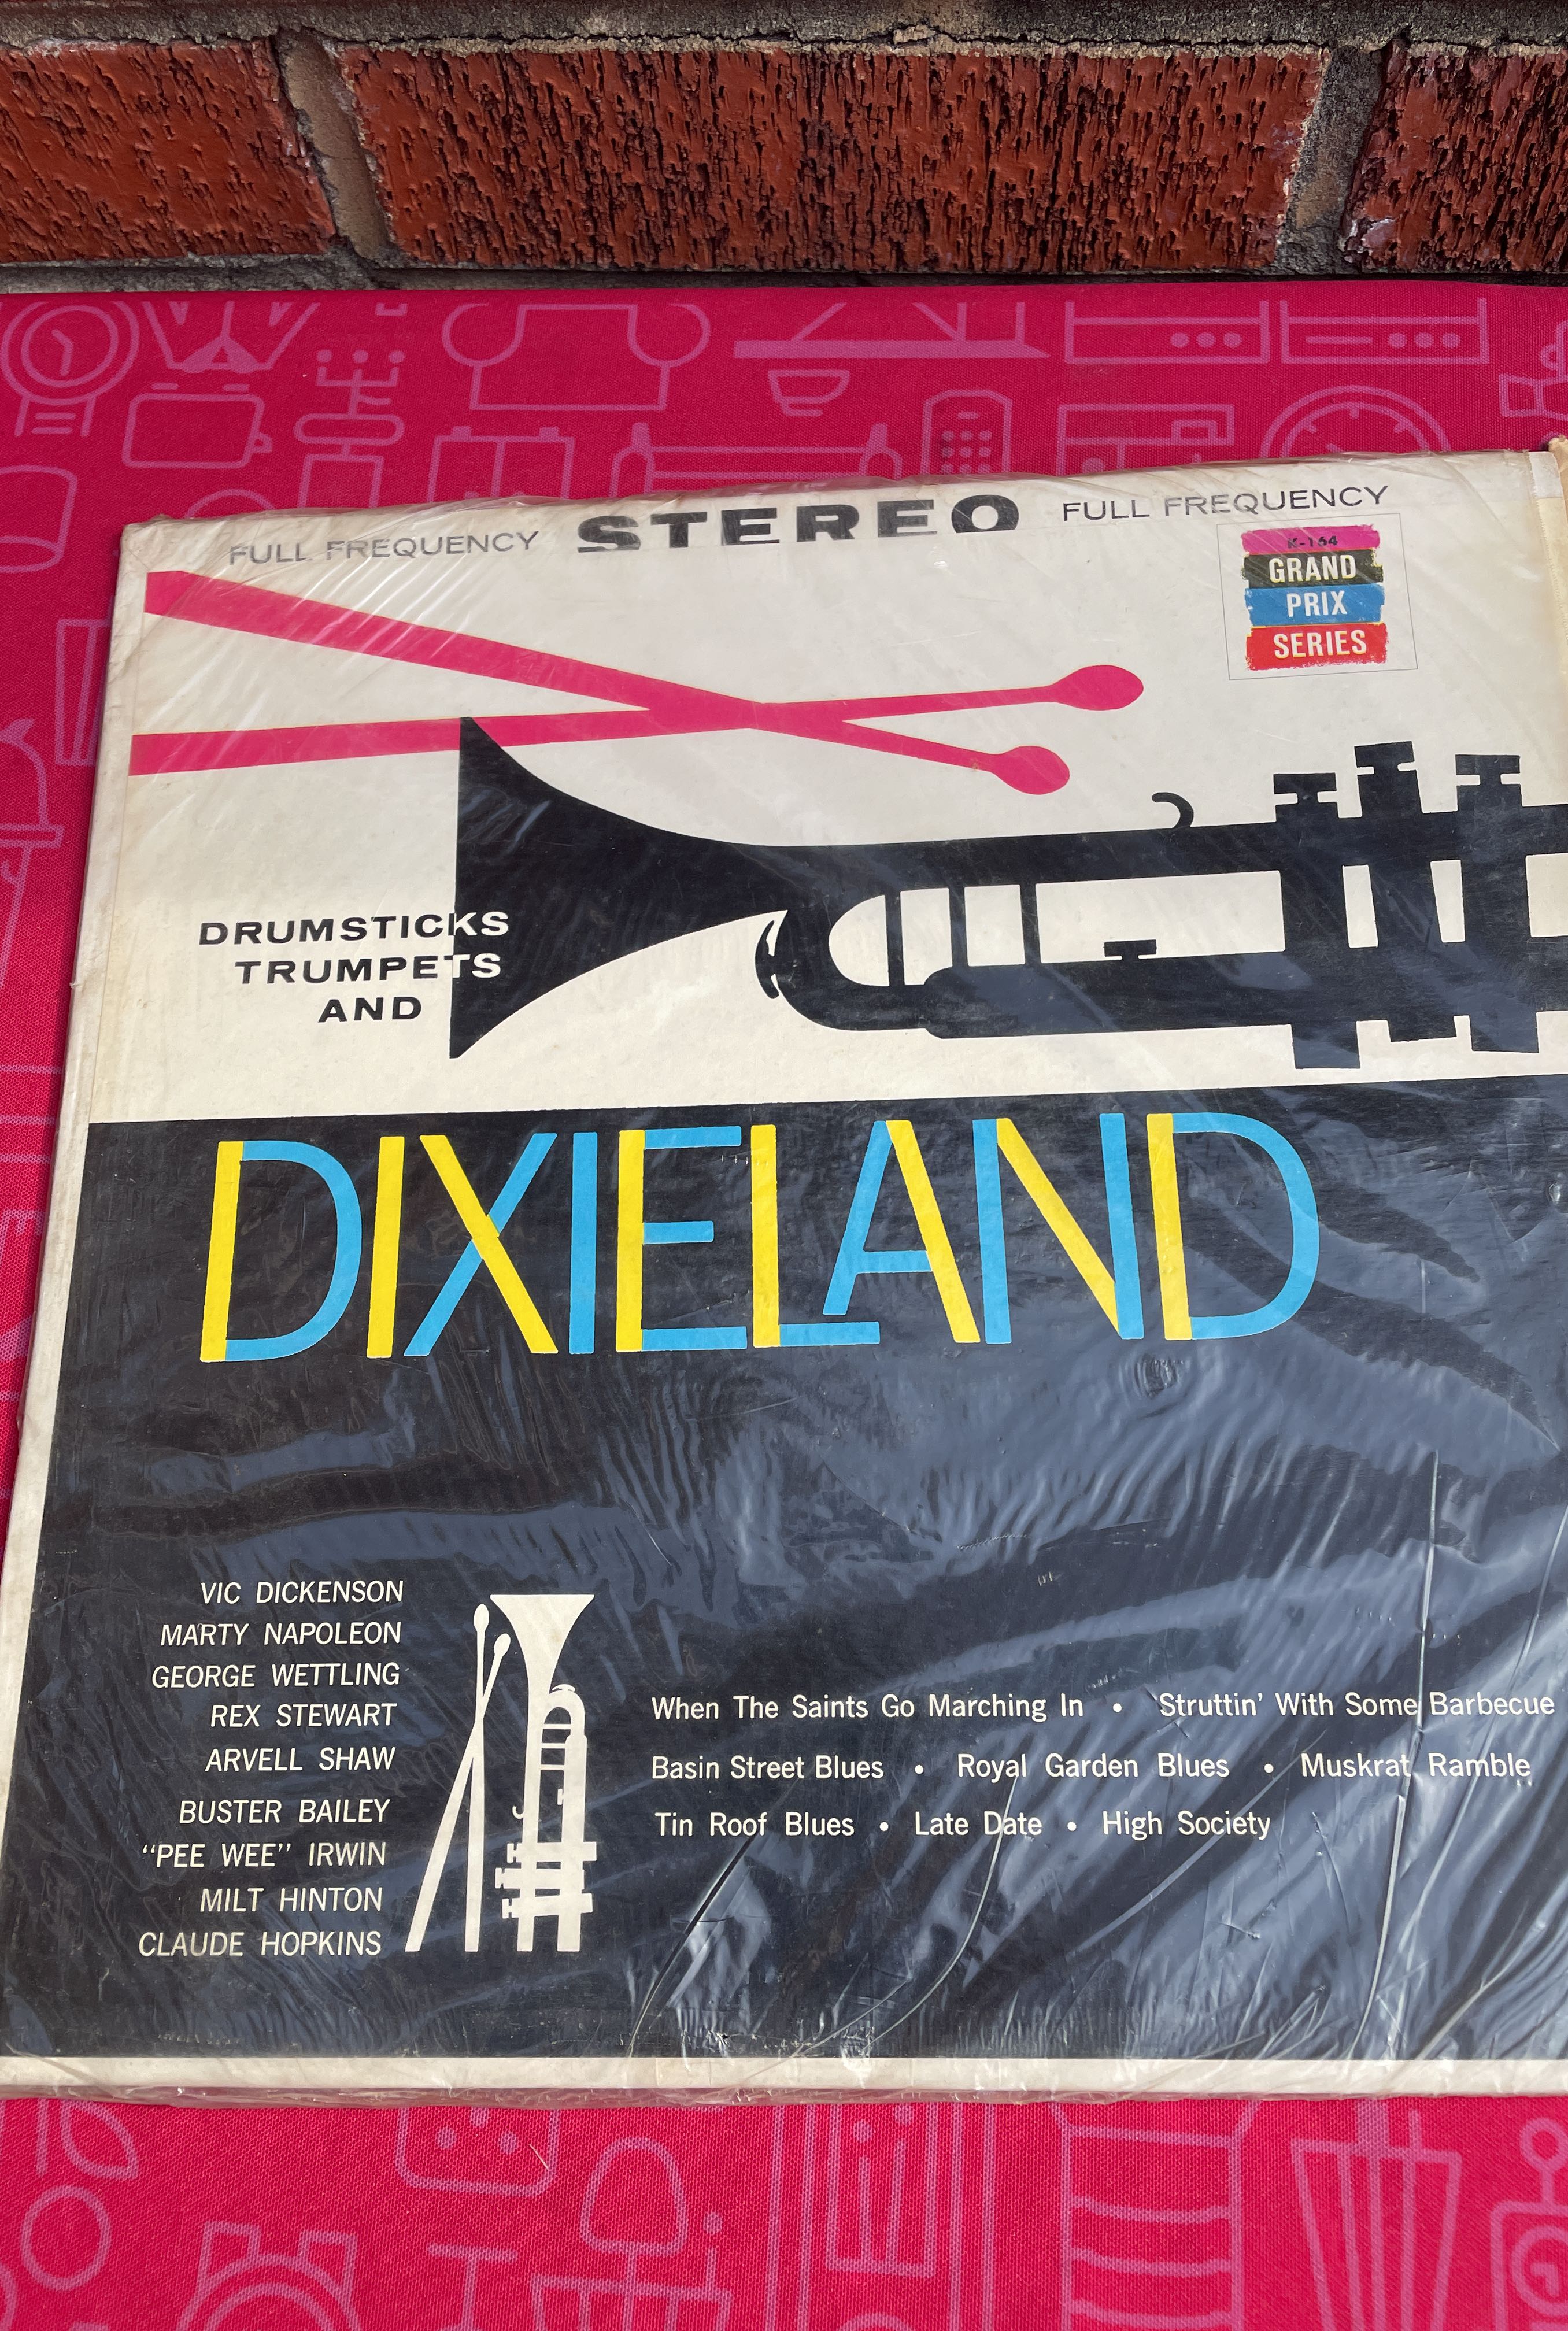 FULL FREQUENCY STEREO FULL FREQUENCY
K-164
GRAND
PRIX
SERIES
DRUMSTICKS
TRUMPETS
AND
DIXIELAND
VIC DICKENSON
MARTY NAPOLEON
GEORGE WETTLING
REX STEWART
ARVELL SHAW
BUSTER BAILEY
“PEE WEE” IRWIN
MILT HINTON
CLAUDE HOPKINS
When The Saints Go Marching In • Struttin' With Some Barbecue
Basin Street Blues • Royal Garden Blues • Muskrat Ramble
Tin Roof Blues • Late Date • High Society